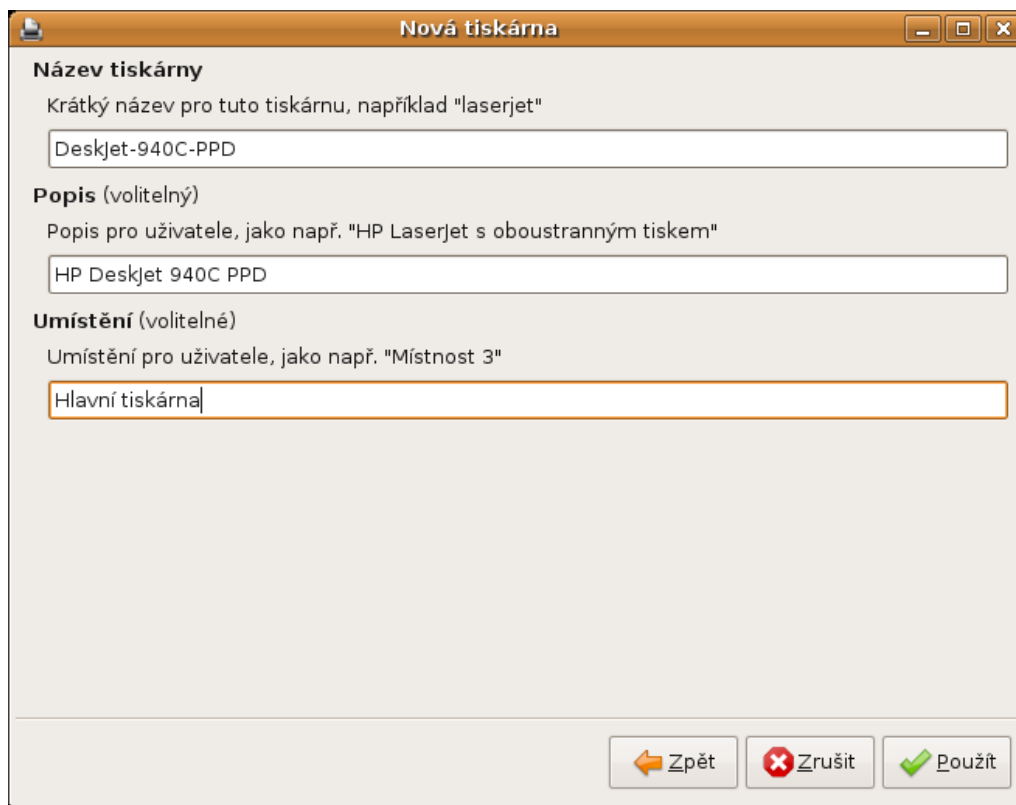 Nová tiskárna
Název tiskárny
Krátký název pro tuto tiskárnu, například "laserjet"
DeskJet-940C-PPD
Popis (volitelný)
Popis pro uživatele, jako např. "HP LaserJet s oboustranným tiskem"
HP DeskJet 940C PPD
Umístění (volitelné)
Umístění pro uživatele, jako např. "Místnost 3"
Hlavní tiskárna
Zpět Zrušit Použít